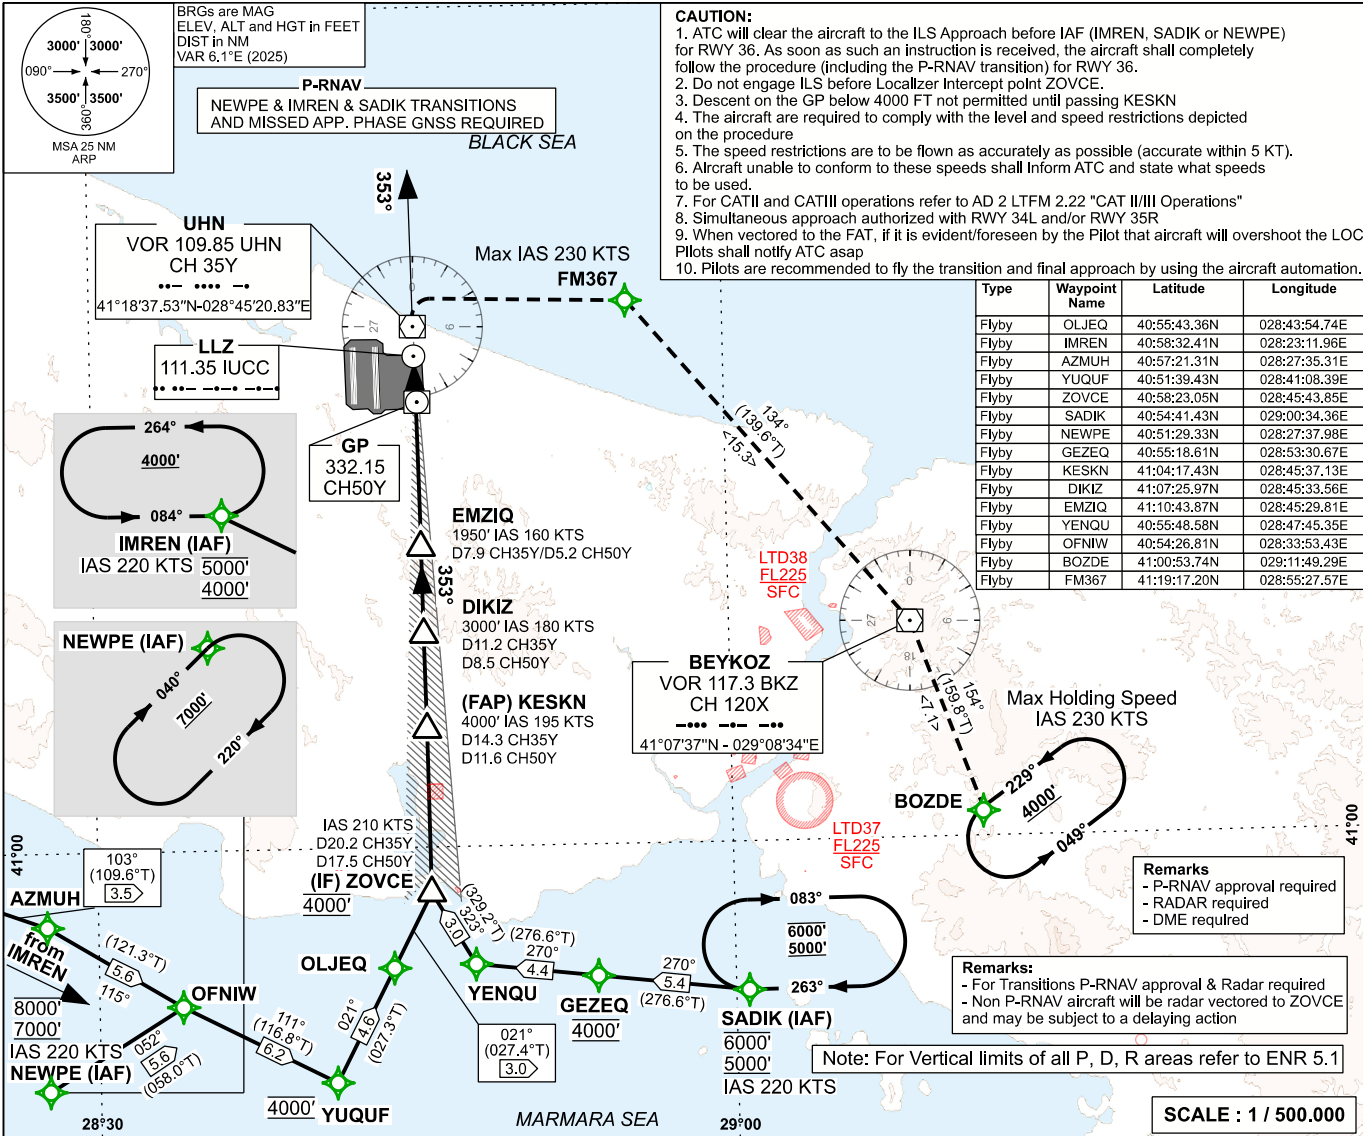 BRGs are MAG
ELEV, ALT and HGT in FEET
DIST in NM
VAR 6.1°E (2025)
180°
3000' 3000'
090° 270°
3500' 3500'
360°
MSA 25 NM
ARP
P-RNAV
NEWPE & IMREN & SADIK TRANSITIONS
AND MISSED APP. PHASE GNSS REQUIRED
BLACK SEA
CAUTION:
1. ATC will clear the aircraft to the ILS Approach before IAF (IMREN, SADIK or NEWPE)
for RWY 36. As soon as such an instruction is received, the aircraft shall completely
follow the procedure (including the P-RNAV transition) for RWY 36.
2. Do not engage ILS before Localizer Intercept point ZOVCE.
3. Descent on the GP below 4000 FT not permitted until passing KESKN
4. The aircraft are required to comply with the level and speed restrictions depicted
on the procedure
5. The speed restrictions are to be flown as accurately as possible (accurate within 5 KT).
6. Aircraft unable to conform to these speeds shall inform ATC and state what speeds
to be used.
7. For CATII and CATIII operations refer to AD 2 LTFM 2.22 "CAT II/III Operations"
8. Simultaneous approach authorized with RWY 34L and/or RWY 35R
9. When vectored to the FAT, if it is evident/foreseen by the Pilot that aircraft will overshoot the LOC
Pilots shall notify ATC asap
10. Pilots are recommended to fly the transition and final approach by using the aircraft automation.
Type Waypoint Name Latitude Longitude
Flyby OLJEQ 40:55:43.36N 028:43:54.74E
Flyby IMREN 40:58:32.41N 028:23:11.96E
Flyby AZMUH 40:57:21.31N 028:27:35.31E
Flyby YUQUF 40:51:39.43N 028:41:08.39E
Flyby ZOVCE 40:58:23.05N 028:45:43.85E
Flyby SADIK 40:54:41.43N 029:00:34.36E
Flyby NEWPE 40:51:29.33N 028:27:37.98E
Flyby GEZEQ 40:55:18.61N 028:53:30.67E
Flyby KESKN 41:04:17.43N 028:45:37.13E
Flyby DIKIZ 41:07:25.97N 028:45:33.56E
Flyby EMZIQ 41:10:43.87N 028:45:29.81E
Flyby YENQU 40:55:48.58N 028:47:45.35E
Flyby OFNIW 40:54:26.81N 028:33:53.43E
Flyby BOZDE 41:00:53.74N 029:11:49.29E
Flyby FM367 41:19:17.20N 028:55:27.57E
353°
UHN
VOR 109.85 UHN
CH 35Y
41°18'37.53"N-028°45'20.83"E
Max IAS 230 KTS
FM367
0
27
9
LLZ
111.35 IUCC
GP
332.15
CH50Y
134°
(139.6°T)
<15.3>
264°
4000'
084°
IMREN (IAF)
IAS 220 KTS 5000'
4000'
EMZIQ
1950' IAS 160 KTS
D7.9 CH35Y/D5.2 CH50Y
353°
DIKIZ
3000' IAS 180 KTS
D11.2 CH35Y
D8.5 CH50Y
(FAP) KESKN
4000' IAS 195 KTS
D14.3 CH35Y
D11.6 CH50Y
LTD38
FL225
SFC
0
27
9
18
BEYKOZ
VOR 117.3 BKZ
CH 120X
41°07'37"N - 029°08'34"E
154°
(159.8°T)
<7.1>
Max Holding Speed
IAS 230 KTS
NEWPE (IAF)
040°
7000'
220°
BOZDE
229°
4000'
049°
LTD37
FL225
SFC
IAS 210 KTS
D20.2 CH35Y
D17.5 CH50Y
(IF) ZOVCE
4000'
41°00
41°00
103°
(109.6°T)
3.5
AZMUH
from
IMREN
(121.3°T)
5.6
115°
OFNIW
8000'
7000'
IAS 220 KTS
NEWPE (IAF)
052°
5.6
(058.0°T)
111°
(116.8°T)
6.2
4000' YUQUF
021°
4.6
(027.3°T)
OLJEQ
(329.2°T)
323°
3.0
YENQU
(276.6°T)
270°
4.4
GEZEQ
4000'
270°
5.4
(276.6°T)
021°
(027.4°T)
3.0
083°
6000'
5000'
263°
SADIK (IAF)
6000'
5000'
IAS 220 KTS
Remarks
- P-RNAV approval required
- RADAR required
- DME required
Remarks:
- For Transitions P-RNAV approval & Radar required
- Non P-RNAV aircraft will be radar vectored to ZOVCE
and may be subject to a delaying action
Note: For Vertical limits of all P, D, R areas refer to ENR 5.1
MARMARA SEA
28°30
29°00
SCALE : 1 / 500.000